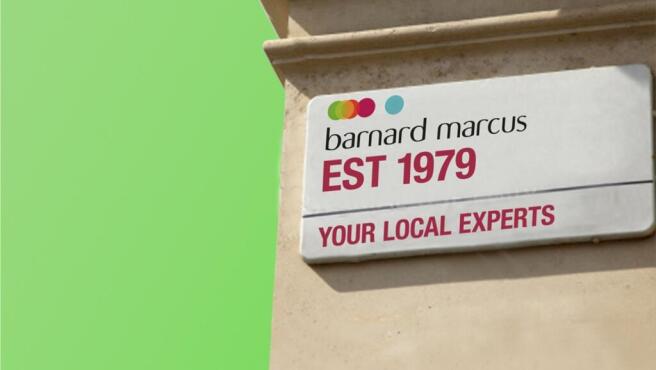 barnard marcus
EST 1979
YOUR LOCAL EXPERTS